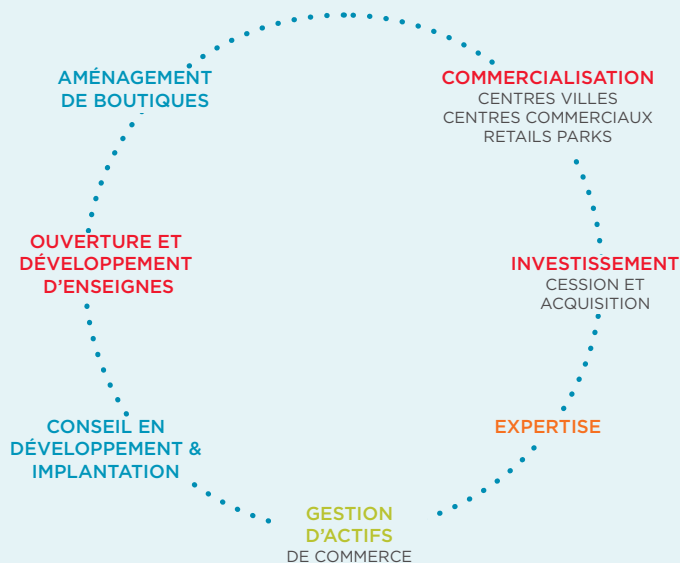 AMÉNAGEMENT
DE BOUTIQUES
COMMERCIALISATION
CENTRES VILLES
CENTRES COMMERCIAUX
RETAILS PARKS
OUVERTURE ET
DÉVELOPPEMENT
D’ENSEIGNES
INVESTISSEMENT
CESSION ET
ACQUISITION
CONSEIL EN
DÉVELOPPEMENT &
IMPLANTATION
EXPERTISE
GESTION
D’ACTIFS
DE COMMERCE